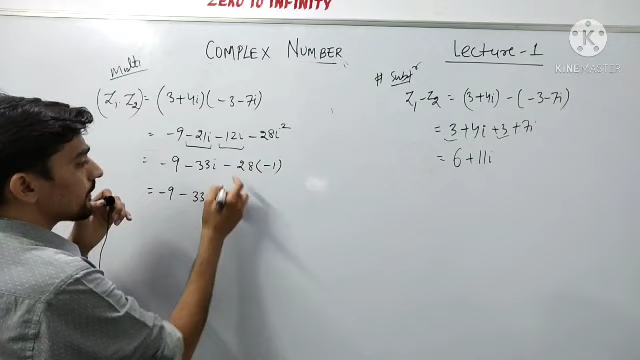 ZERO TO INFINITY
COMPLEX NUMBER
Lecture-1
KINEMASTER
Multi
(Z₁.Z₂) = (3+4i)(-3-7i)
= -9-21i-12i-28i²
= -9-33i-28(-1)
= -9-33
# Substⁿ
Z₁-Z₂ = (3+4i)-(-3-7i)
= 3+4i+3+7i
= 6+11i